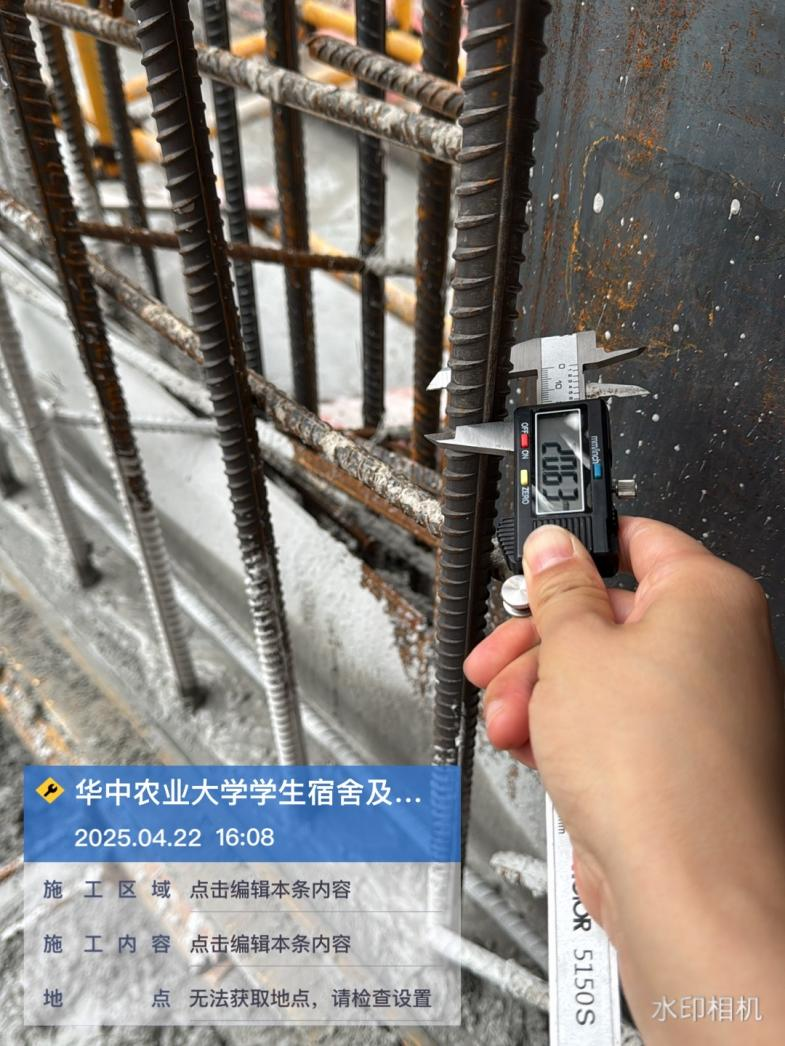 OFF
ON
ZERO
mm/inch
0
10
华中农业大学学生宿舍及...
2025.04.22 16:08
施工区域 点击编辑本条内容
施工内容 点击编辑本条内容
地点 无法获取地点，请检查设置
5150S
水印相机